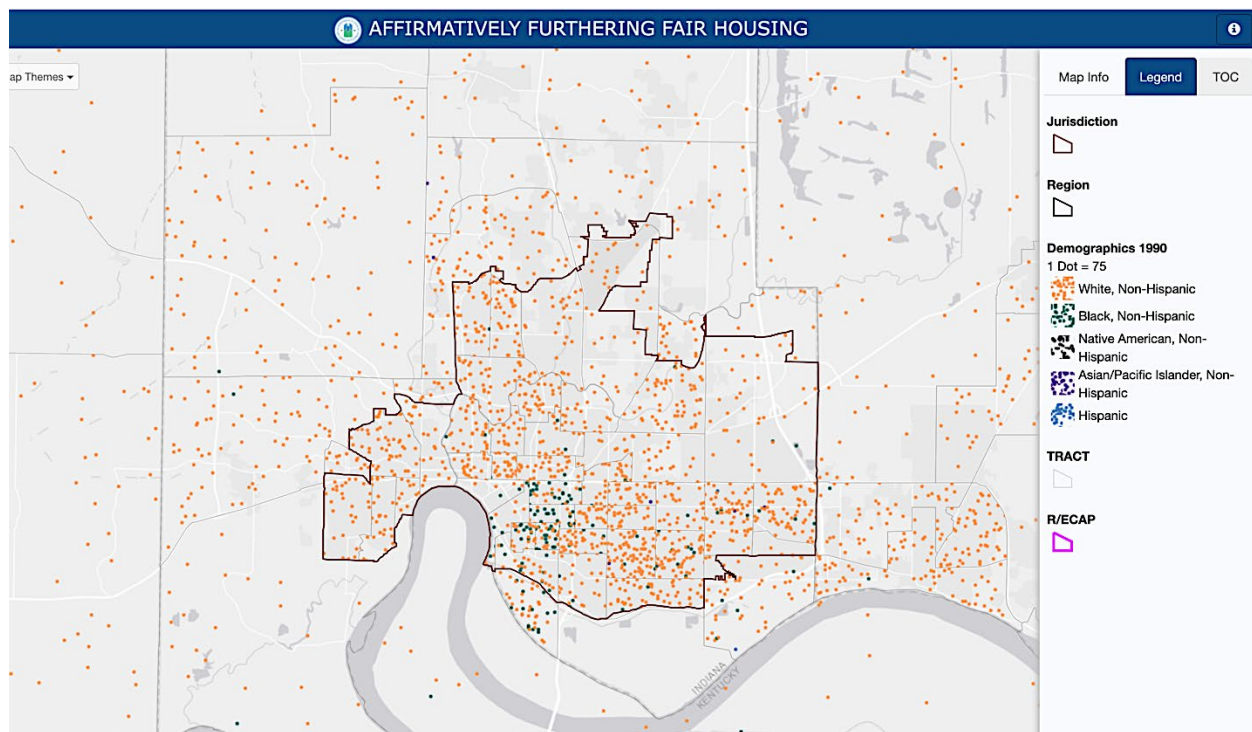 AFFIRMATIVELY FURTHERING FAIR HOUSING
ap Themes
Map Info
Legend
TOC
Jurisdiction
Region
Demographics 1990
1 Dot = 75
White, Non-Hispanic
Black, Non-Hispanic
Native American, Non-
Hispanic
Asian/Pacific Islander, Non-
Hispanic
Hispanic
TRACT
R/ECAP
INDIANA
KENTUCKY